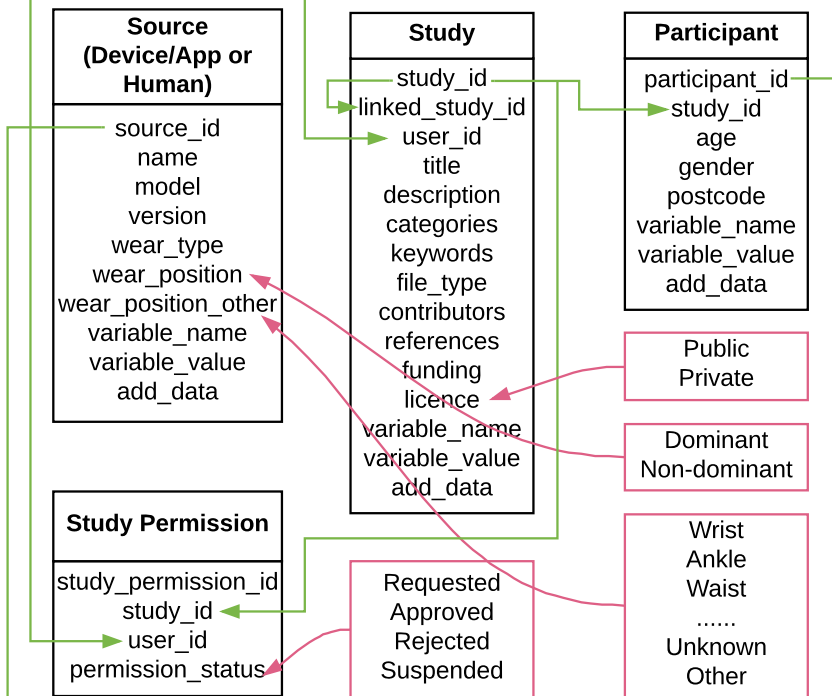 Source
(Device/App or
Human)
source_id
name
model
version
wear_type
wear_position
wear_position_other
variable_name
variable_value
add_data
Study
study_id
linked_study_id
user_id
title
description
categories
keywords
file_type
contributors
references
funding
licence
variable_name
variable_value
add_data
Participant
participant_id
study_id
age
gender
postcode
variable_name
variable_value
add_data
Public
Private
Dominant
Non-dominant
Study Permission
study_permission_id
study_id
user_id
permission_status
Requested
Approved
Rejected
Suspended
Wrist
Ankle
Waist
......
Unknown
Other